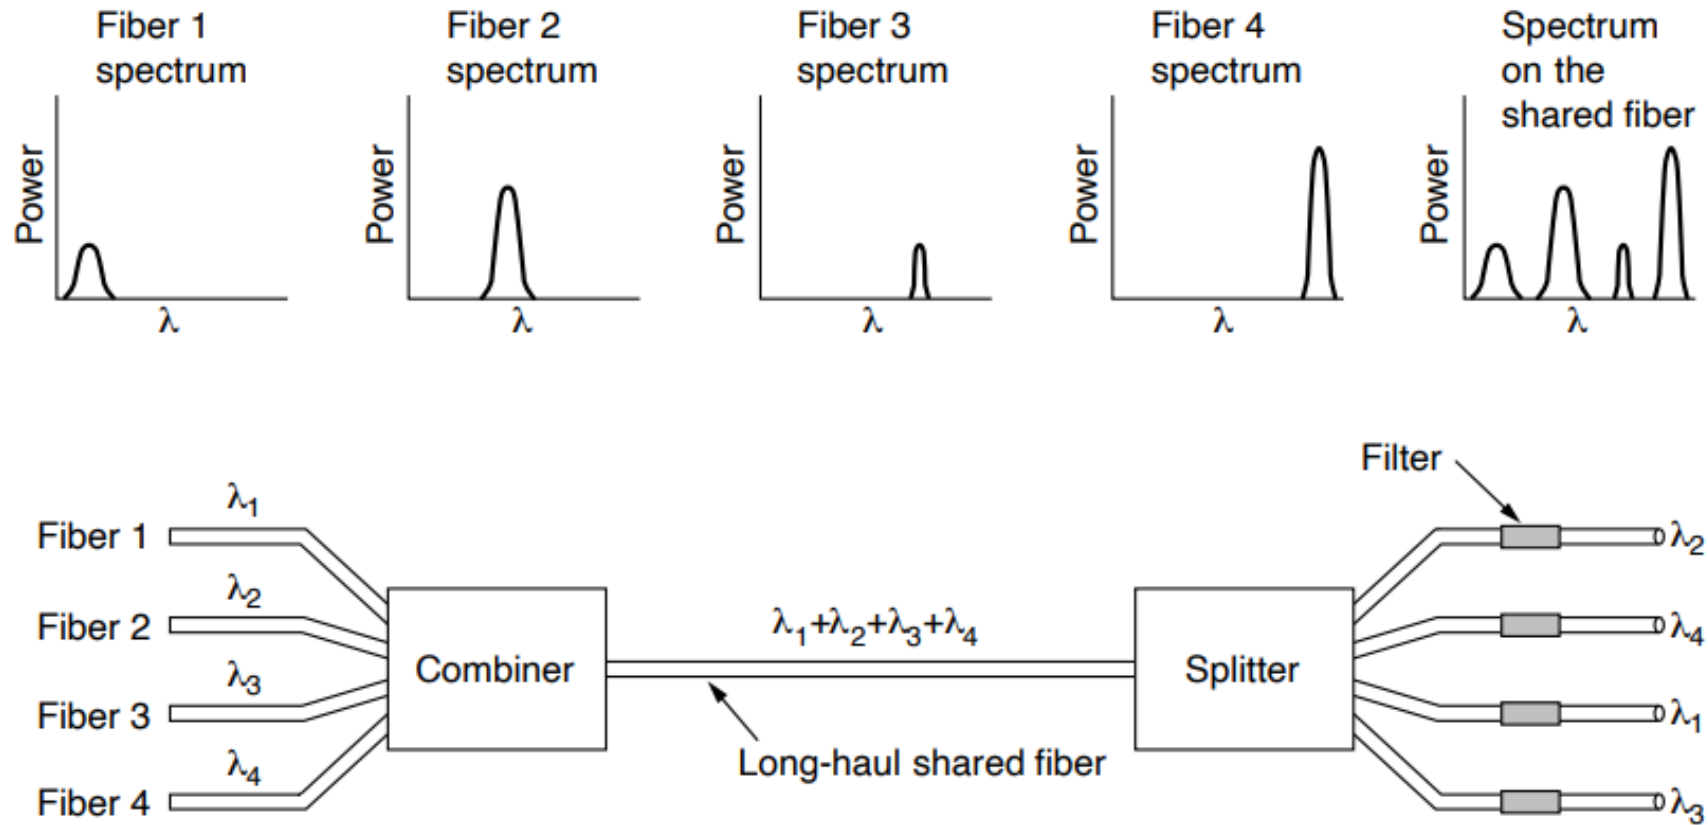 Fiber 1
spectrum
Fiber 2
spectrum
Fiber 3
spectrum
Fiber 4
spectrum
Spectrum
on the
shared fiber
Power
λ
Power
λ
Power
λ
Power
λ
Power
λ
Filter
Fiber 1
λ1
Fiber 2
λ2
Fiber 3
λ3
Fiber 4
λ4
Combiner
λ1+λ2+λ3+λ4
Long-haul shared fiber
Splitter
λ2
λ4
λ1
λ3